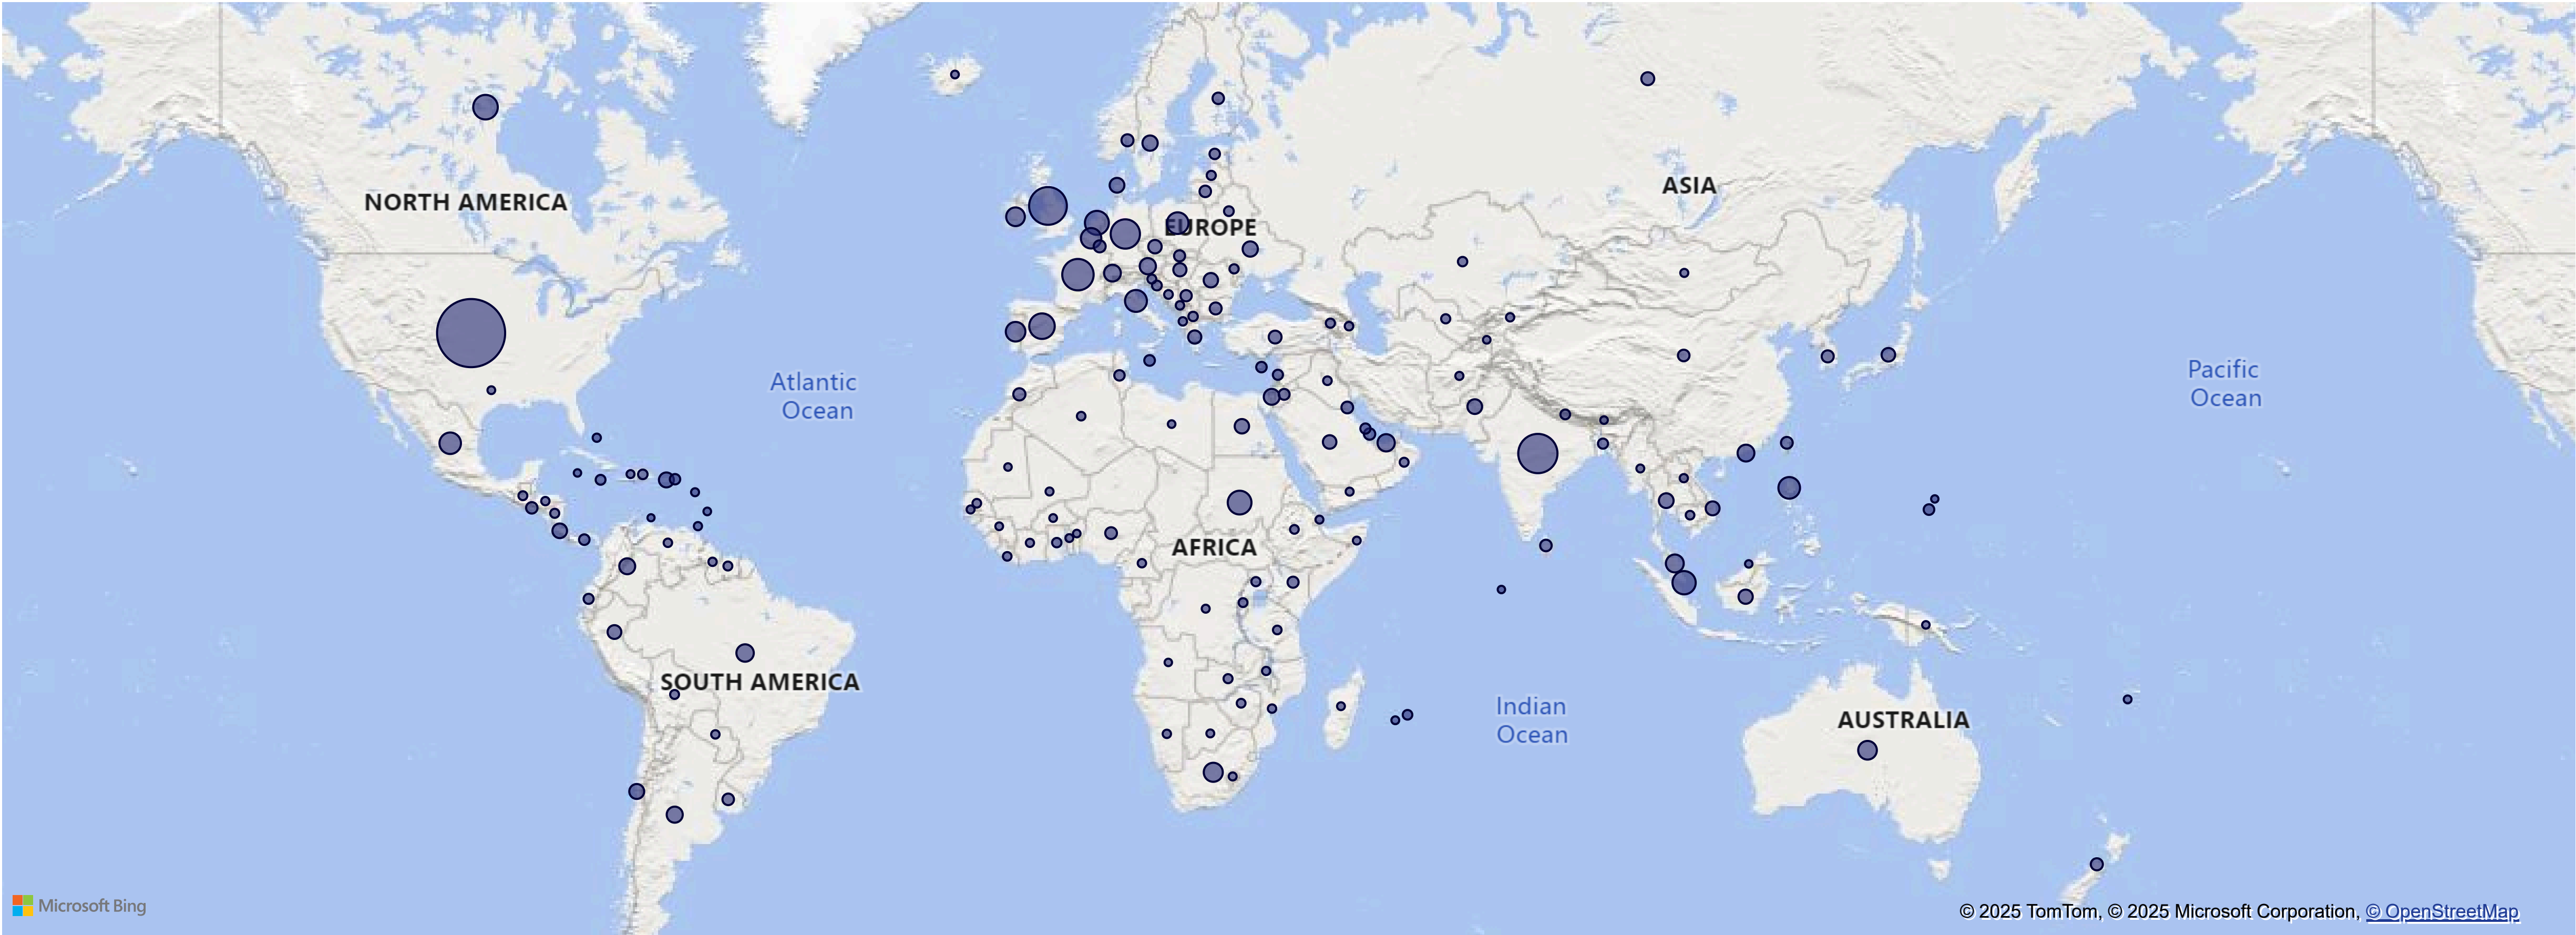 ASIA
NORTH AMERICA
EUROPE
Atlantic
Ocean
Pacific
Ocean
AFRICA
SOUTH AMERICA
Indian
Ocean
AUSTRALIA
Microsoft Bing
© 2025 TomTom, © 2025 Microsoft Corporation, © OpenStreetMap